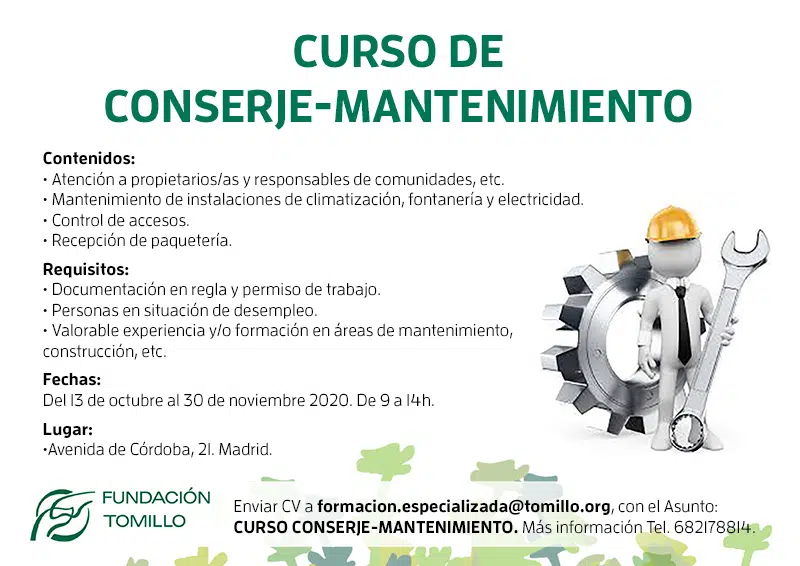 CURSO DE
CONSERJE-MANTENIMIENTO
Contenidos:
• Atención a propietarios/as y responsables de comunidades, etc.
• Mantenimiento de instalaciones de climatización, fontanería y electricidad.
• Control de accesos.
• Recepción de paquetería.
Requisitos:
• Documentación en regla y permiso de trabajo.
• Personas en situación de desempleo.
• Valorable experiencia y/o formación en áreas de mantenimiento,
construcción, etc.
Fechas:
Del 13 de octubre al 30 de noviembre 2020. De 9 a 14h.
Lugar:
•Avenida de Córdoba, 21. Madrid.
FUNDACIÓN
TOMILLO
Enviar CV a formacion.especializada@tomillo.org, con el Asunto:
CURSO CONSERJE-MANTENIMIENTO. Más información Tel. 682178814.